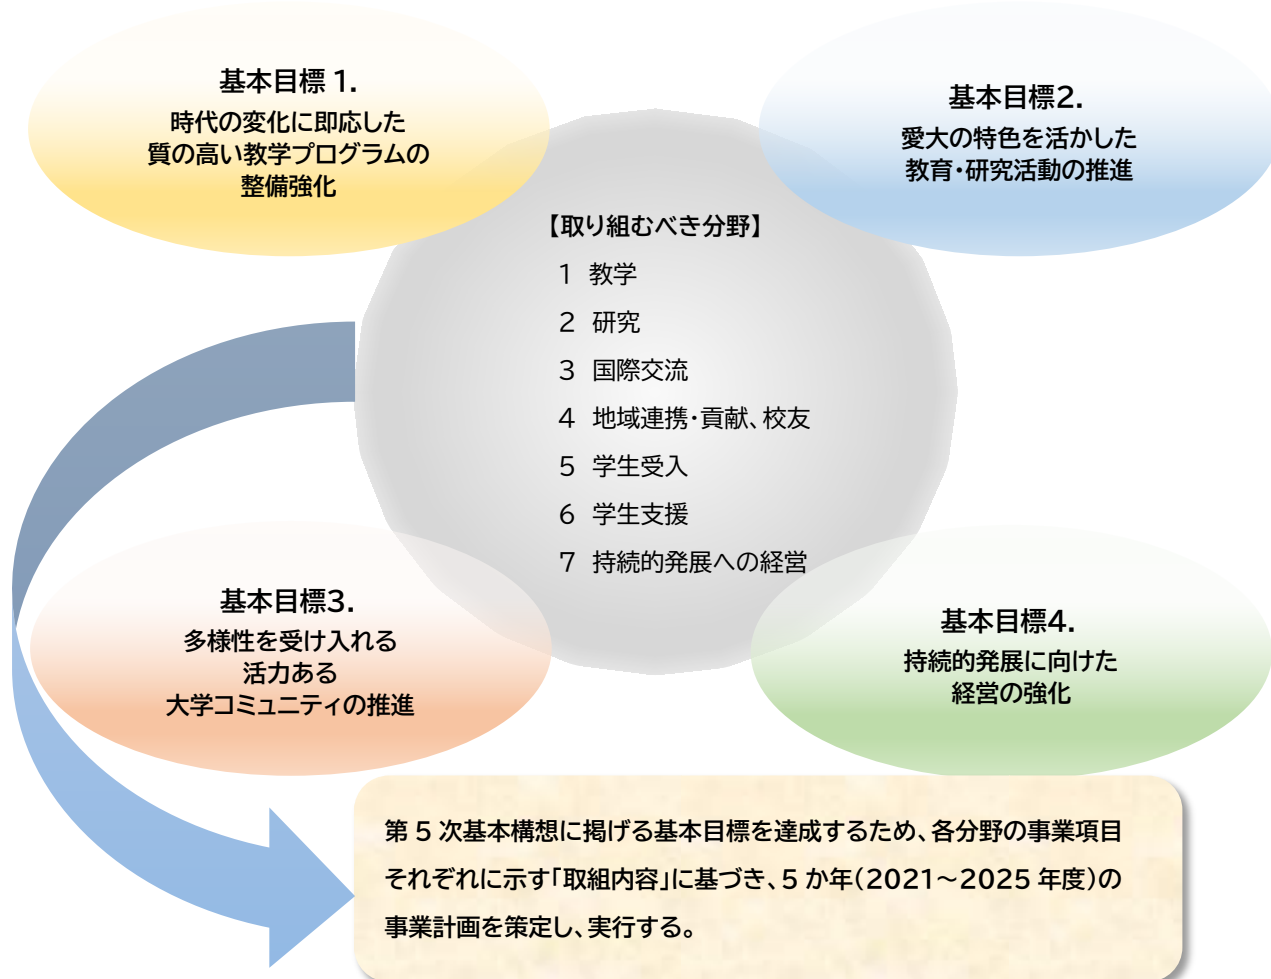 基本目標 1.
時代の変化に即応した
質の高い教学プログラムの
整備強化
基本目標2.
愛大の特色を活かした
教育・研究活動の推進
【取り組むべき分野】
1 教学
2 研究
3 国際交流
4 地域連携・貢献、校友
5 学生受入
6 学生支援
7 持続的発展への経営
基本目標3.
多様性を受け入れる
活力ある
大学コミュニティの推進
基本目標4.
持続的発展に向けた
経営の強化
第 5 次基本構想に掲げる基本目標を達成するため、各分野の事業項目
それぞれに示す「取組内容」に基づき、5 か年(2021～2025 年度)の
事業計画を策定し、実行する。